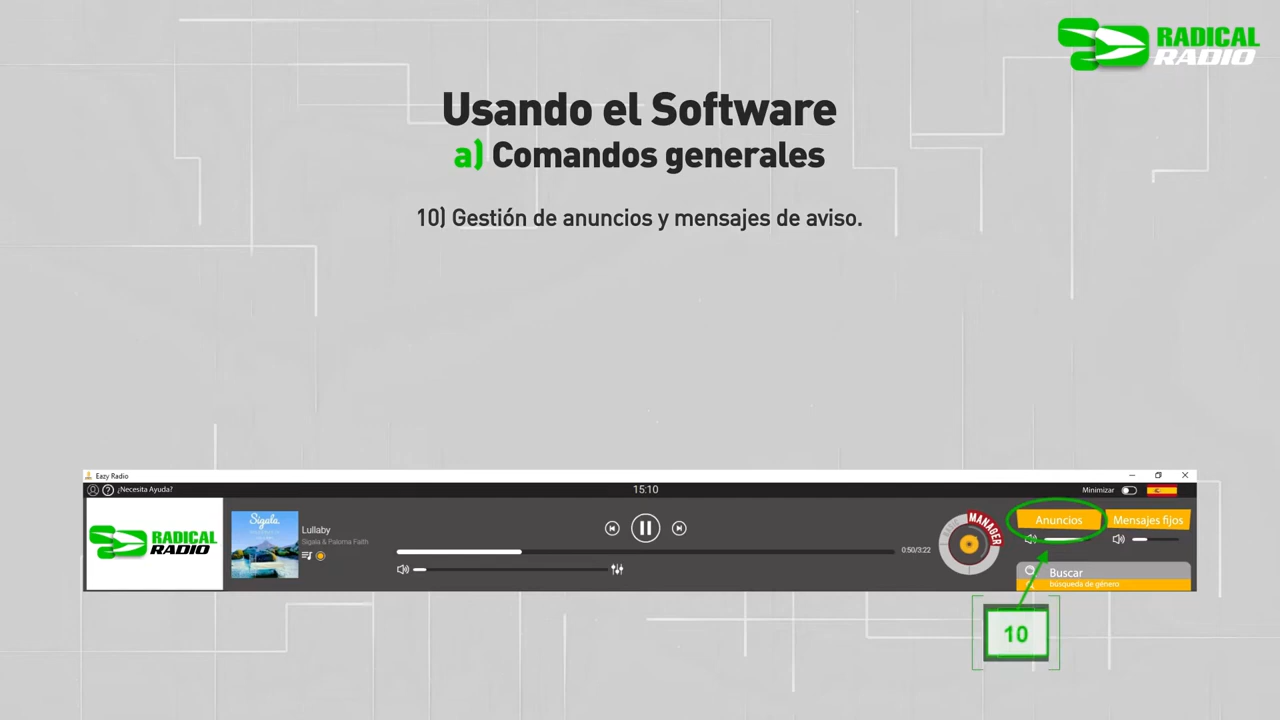 RADICAL
RADIO
Usando el Software
a) Comandos generales
10) Gestión de anuncios y mensajes de aviso.
Eazy Radio
¿Necesita Ayuda?
15:10
Minimizar
RADICAL
RADIO
Sigala
Lullaby
Sigala & Paloma Faith
0:50/3:22
MANAGER
Anuncios
Mensajes fijos
Buscar
búsqueda de género
10